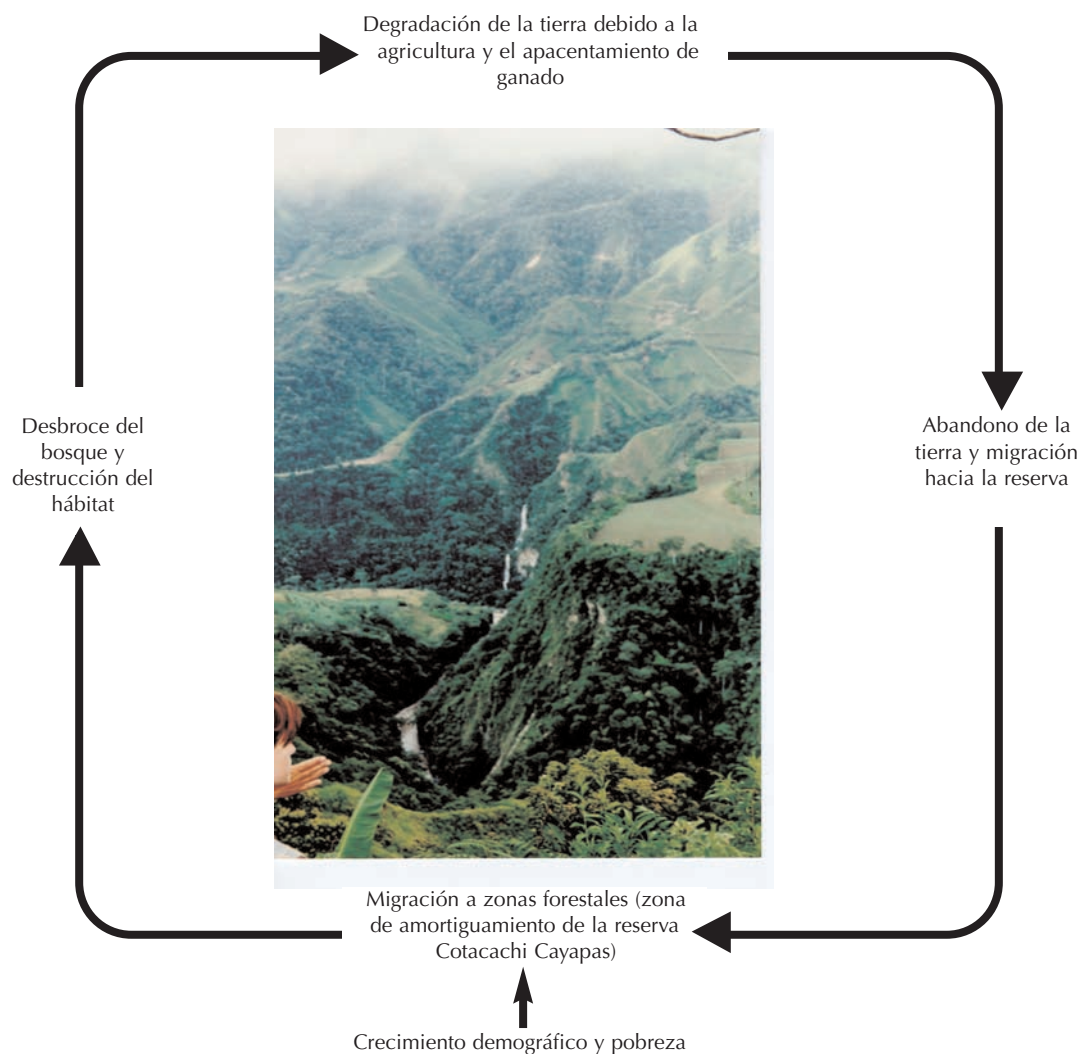 Degradación de la tierra debido a la
agricultura y el apacentamiento de
ganado
Desbroce del
bosque y
destrucción del
hábitat
Abandono de la
tierra y migración
hacia la reserva
Migración a zonas forestales (zona
de amortiguamiento de la reserva
Cotacachi Cayapas)
Crecimiento demográfico y pobreza